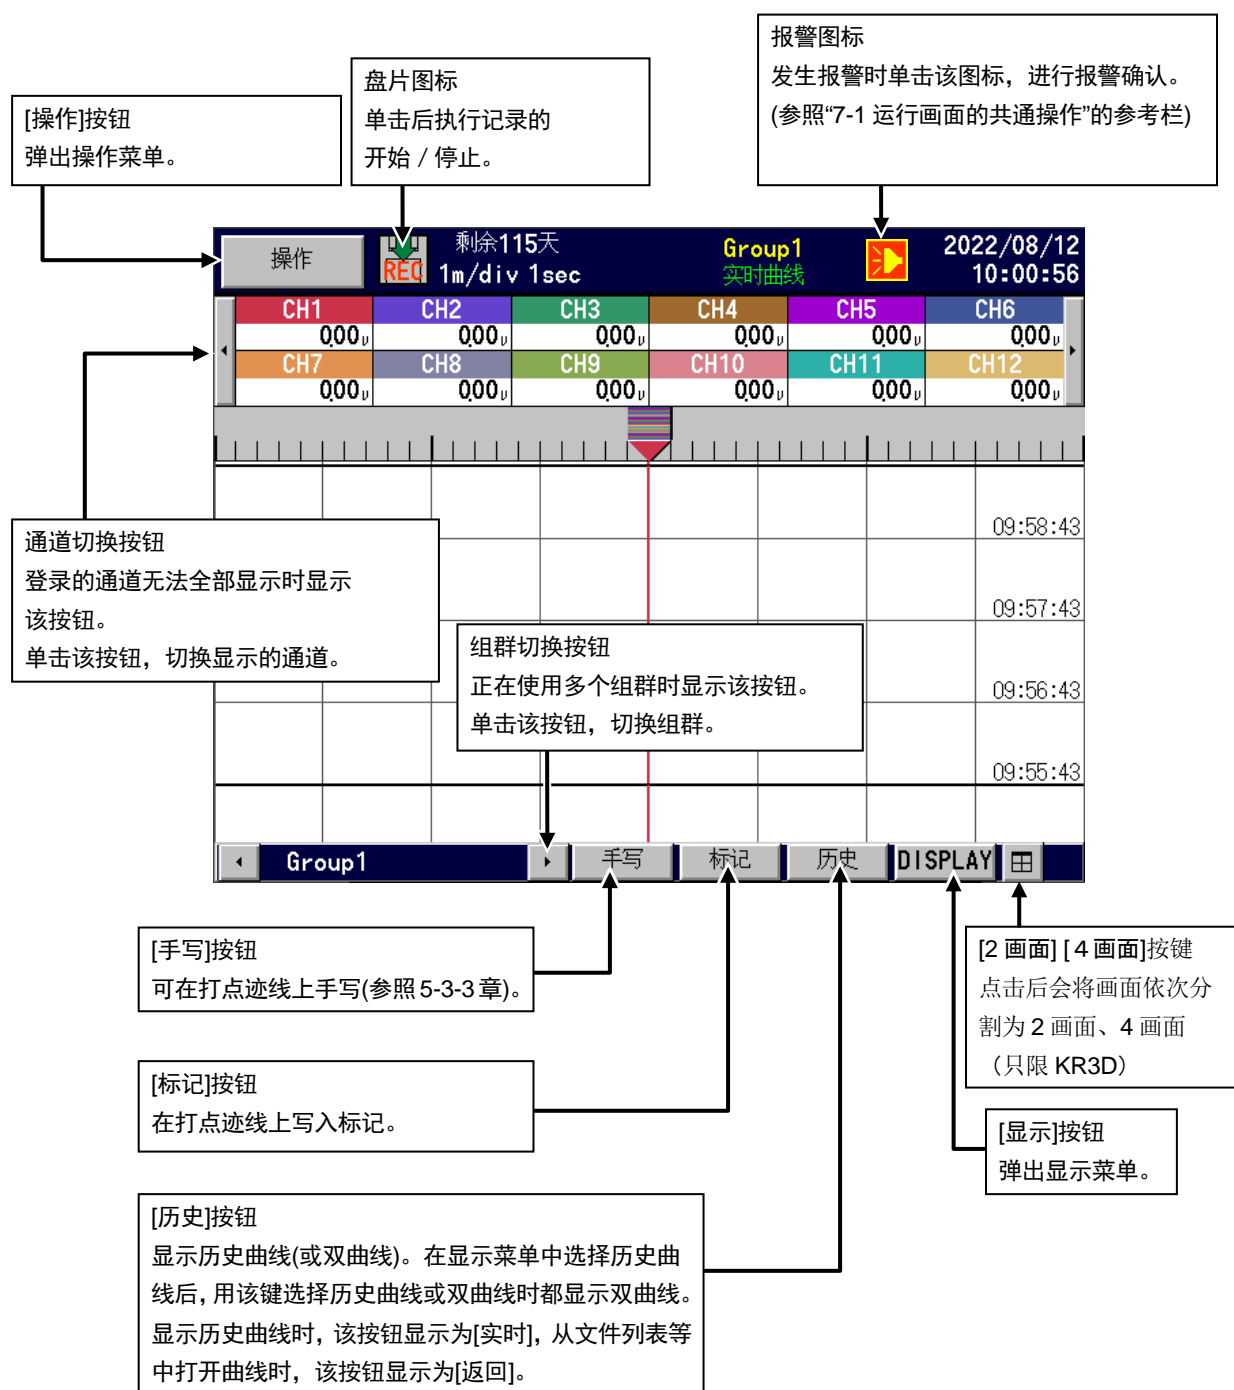 报警图标
发生报警时单击该图标，进行报警确认。
(参照“7-1 运行画面的共通操作”的参考栏)
盘片图标
单击后执行记录的
开始 / 停止。
[操作]按钮
弹出操作菜单。
操作
REC
剩余115天
1m/div 1sec
Group1
实时曲线
2022/08/12
10:00:56
CH1 CH2 CH3 CH4 CH5 CH6
0.00 0.00 0.00 0.00 0.00 0.00
CH7 CH8 CH9 CH10 CH11 CH12
0.00 0.00 0.00 0.00 0.00 0.00
09:58:43
09:57:43
09:56:43
09:55:43
通道切换按钮
登录的通道无法全部显示时显示
该按钮。
单击该按钮，切换显示的通道。
组群切换按钮
正在使用多个组群时显示该按钮。
单击该按钮，切换组群。
Group1 手写 标记 历史 DISPLAY
[手写]按钮
可在打点迹线上手写(参照 5-3-3 章)。
[2 画面] [ 4 画面]按键
点击后会将画面依次分
割为 2 画面、4 画面
（只限 KR3D）
[标记]按钮
在打点迹线上写入标记。
[显示]按钮
弹出显示菜单。
[历史]按钮
显示历史曲线(或双曲线)。在显示菜单中选择历史曲
线后，用该键选择历史曲线或双曲线时都显示双曲线。
显示历史曲线时，该按钮显示为[实时]，从文件列表等
中打开曲线时，该按钮显示为[返回]。